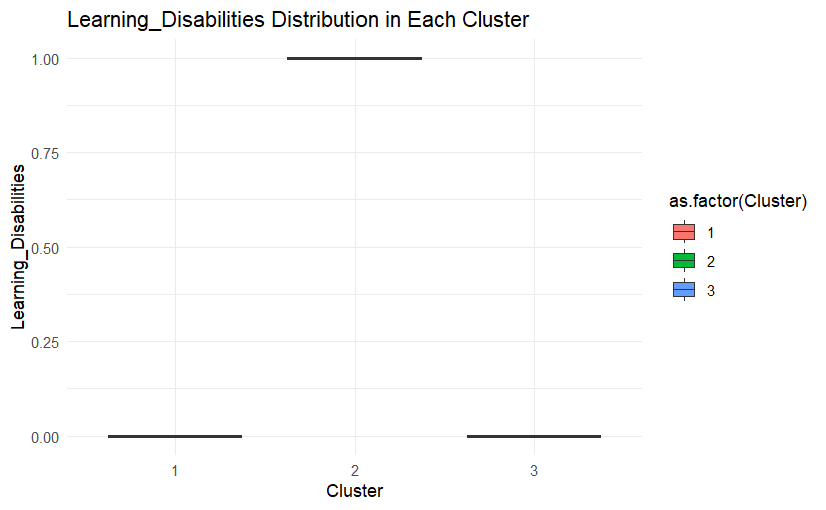 Learning_Disabilities Distribution in Each Cluster
Learning_Disabilities
1.00
0.75
0.50
0.25
0.00
1 2 3
Cluster
as.factor(Cluster)
1
2
3